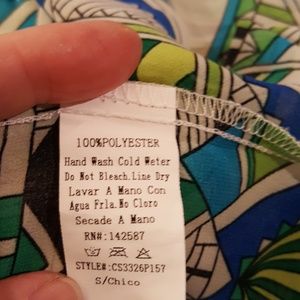 100%POLYESTER
Hand Wash Cold Water
Do Not Bleach.Line Dry
Lavar A Mano Con
Agua Frla.No Cloro
Secade A Mano
RN#:142587
STYLE#:CS3326P157
S/Chico